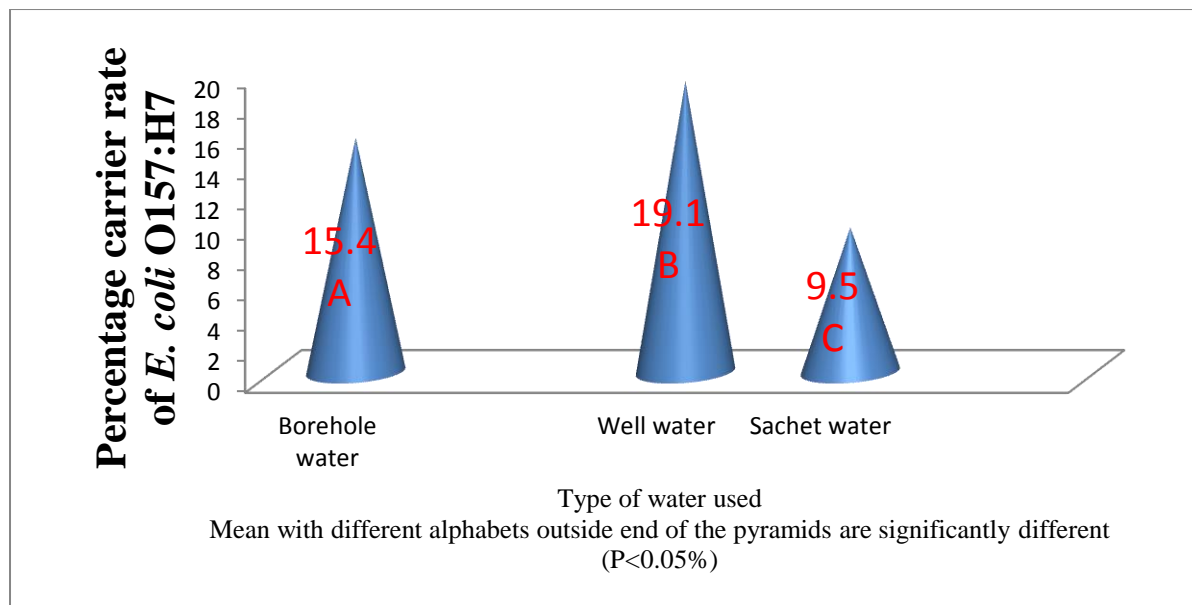 Percentage carrier rate
of E. coli O157:H7
20
18
16
14
12
10
8
6
4
2
0
15.4
A
19.1
B
9.5
C
Borehole
water
Well water
Sachet water
Type of water used
Mean with different alphabets outside end of the pyramids are significantly different
(P<0.05%)